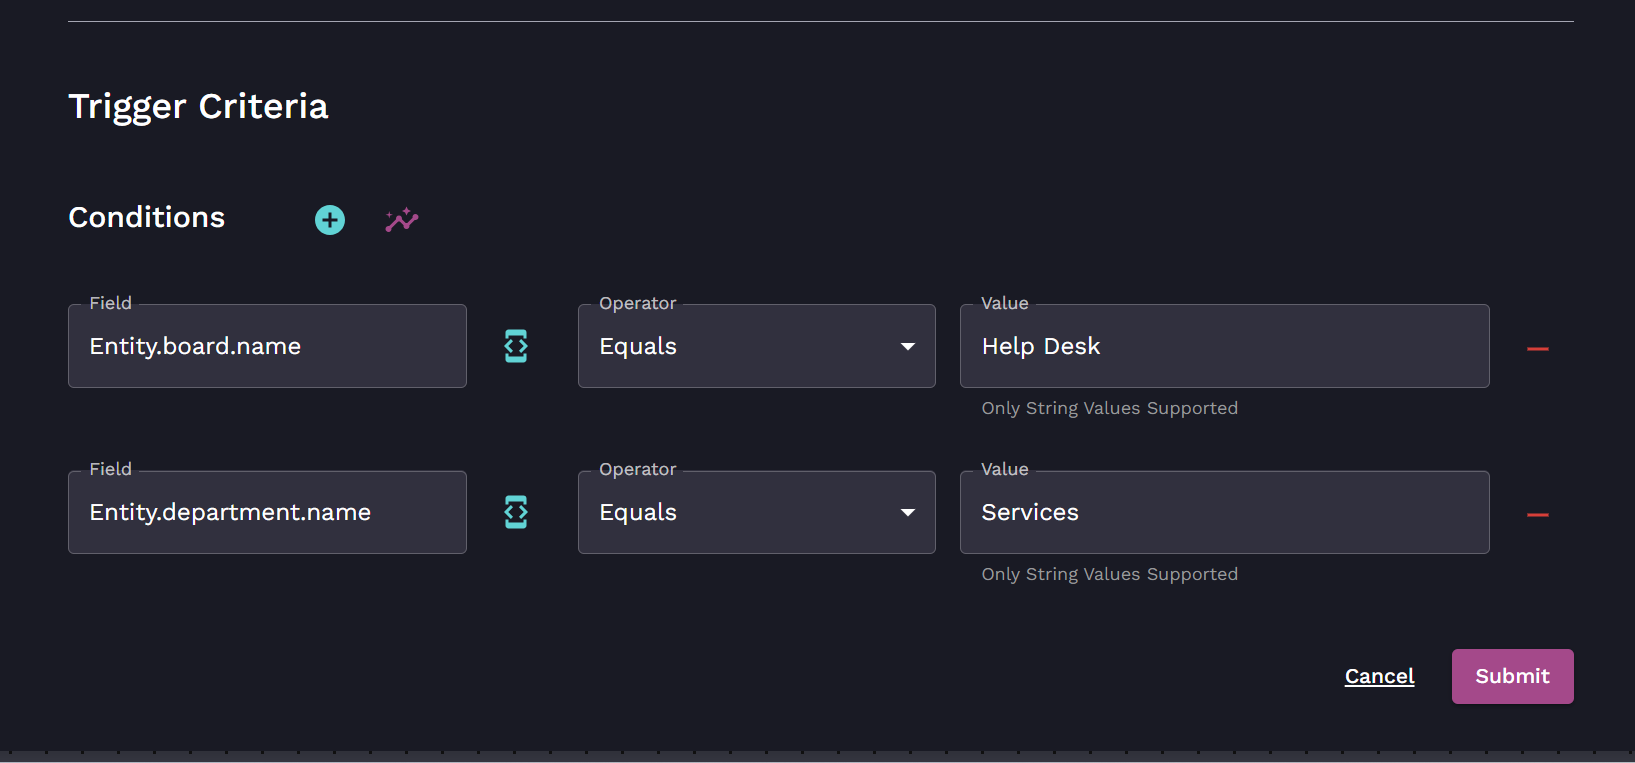 Trigger Criteria
Conditions
Field Operator Value
Entity.board.name Equals Help Desk
Only String Values Supported
Field Operator Value
Entity.department.name Equals Services
Only String Values Supported
Cancel Submit